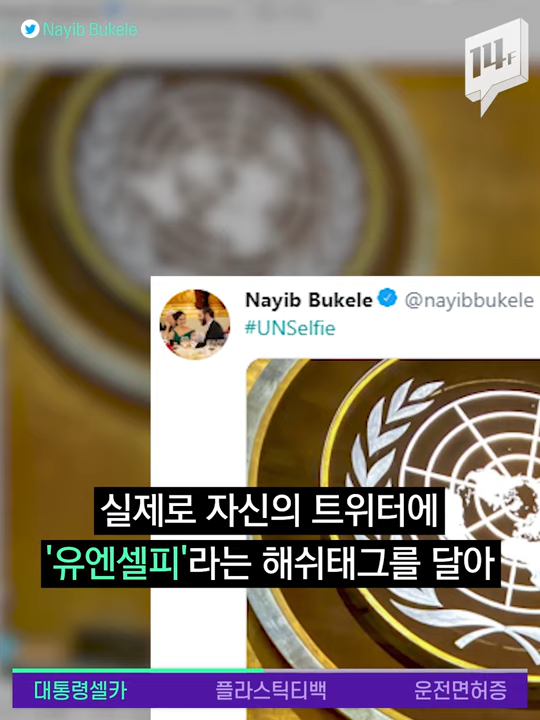 Nayib Bukele
14F
Nayib Bukele @nayibbukele
#UNSelfie
실제로 자신의 트위터에
'유엔셀피'라는 해쉬태그를 달아
대통령셀카 플라스틱티백 운전면허증